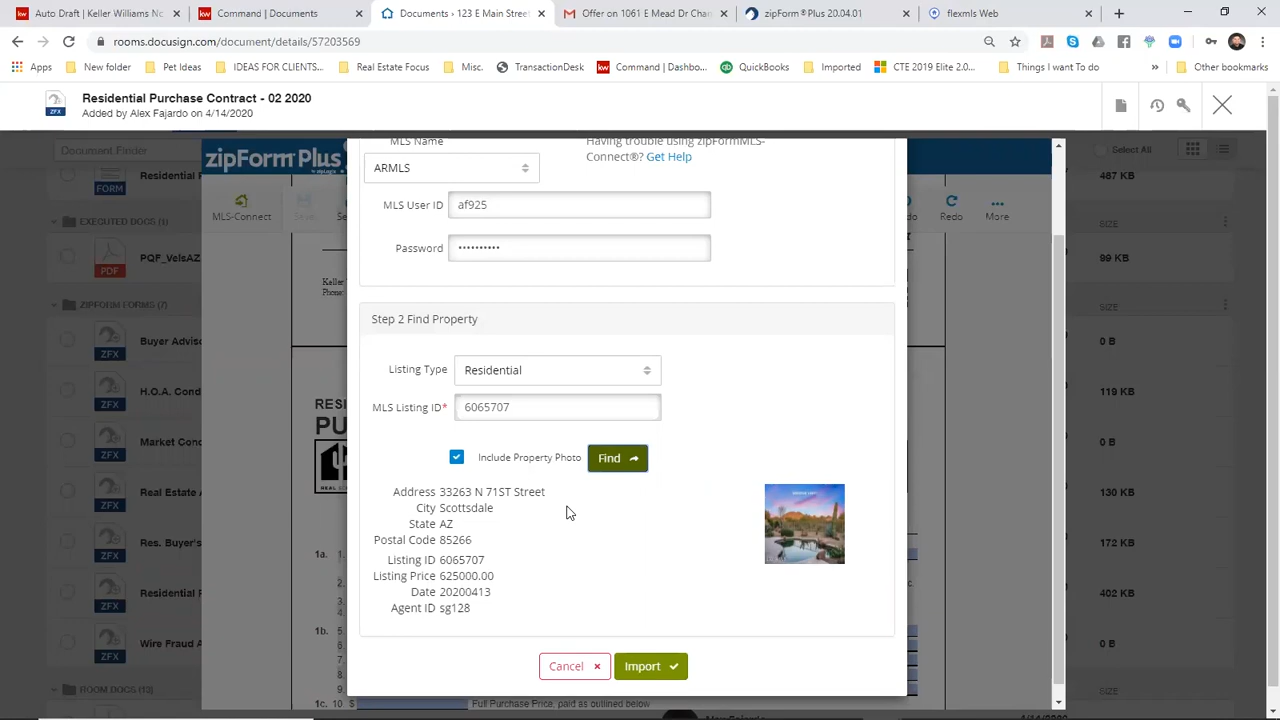 Auto Draft | Keller Williams Nc
Command | Documents
Documents › 123 E Main Street
Offer on 1061 E Mead Dr Chan
zipForm® Plus 20.04.01
flexmls Web
rooms.docusign.com/document/details/57203569
Apps
New folder
Pet Ideas
IDEAS FOR CLIENTS...
Real Estate Focus
Misc.
TransactionDesk
Command | Dashbo...
QuickBooks
Imported
CTE 2019 Elite 2.0...
Things I want To do
»
Other bookmarks
Residential Purchase Contract - 02 2020
Added by Alex Fajardo on 4/14/2020
ZFX
Document Finder
zipForm Plus
Select All
MLS Name
Having trouble using zipFormMLS-
Connect®? Get Help
ARMLS
Residential P
FORM
487 KB
MLS User ID
af925
MLS-Connect
Save
Redo
More
EXECUTED DOCS (1)
SIZE
Password
PQF_VelsAZ
PDF
99 KB
Keller
Phone:
ZIPFORM FORMS (7)
SIZE
Step 2 Find Property
Buyer Adviso
ZFX
0 B
Listing Type
Residential
H.O.A. Cond
ZFX
119 KB
MLS Listing ID*
6065707
RESI
PU
Market Conc
ZFX
0 B
Include Property Photo
Find
REAL
Real Estate A
ZFX
130 KB
Address 33263 N 71ST Street
City Scottsdale
State AZ
Postal Code 85266
Res. Buyer's
ZFX
172 KB
1a.
1.
2.
3.
4.
Listing ID 6065707
Listing Price 625000.00
Date 20200413
Agent ID sg128
Residential P
ZFX
402 KB
1b.
5.
6.
Wire Fraud A
ZFX
0 B
Cancel
Import
ROOM DOCS (13)
SIZE
1c.
10. $
Full Purchase Price, paid as outlined below